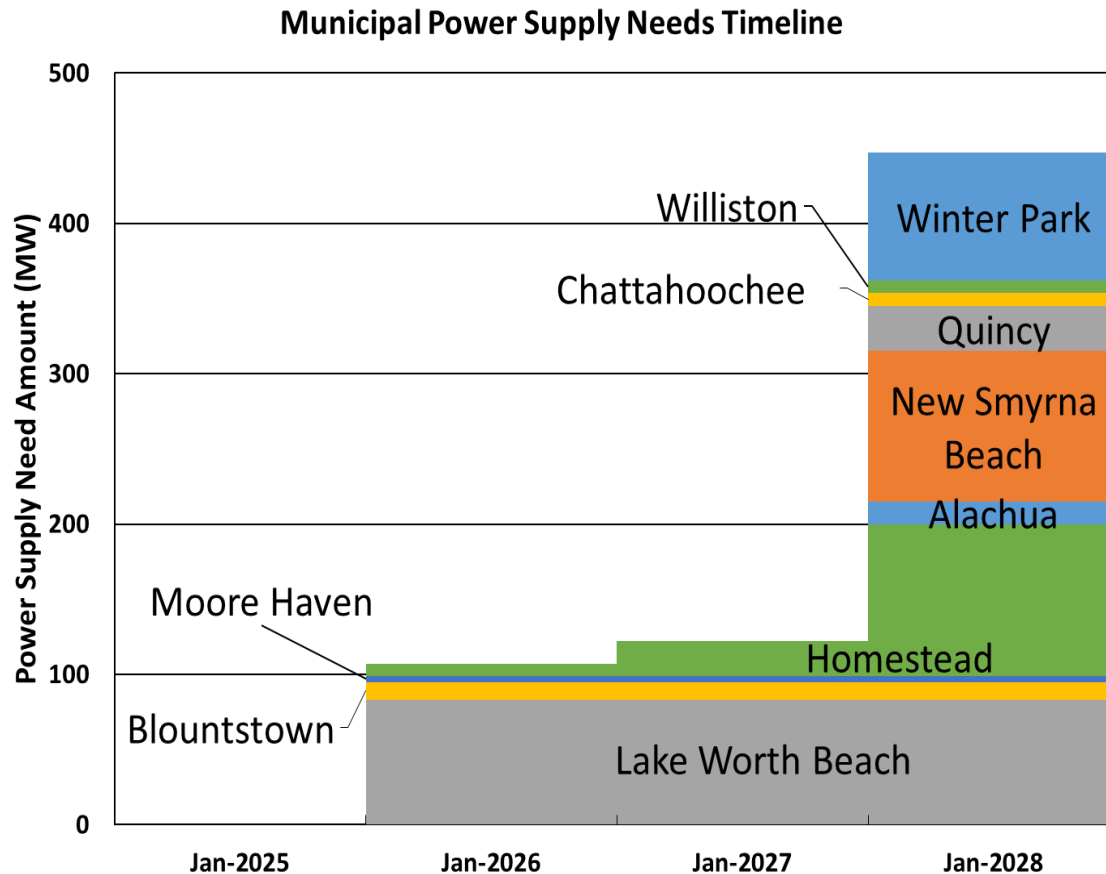 Municipal Power Supply Needs Timeline
Power Supply Need Amount (MW)
500
400
300
200
100
0
Williston
Winter Park
Chattahoochee
Quincy
New Smyrna
Beach
Alachua
Moore Haven
Homestead
Blountstown
Lake Worth Beach
Jan-2025
Jan-2026
Jan-2027
Jan-2028